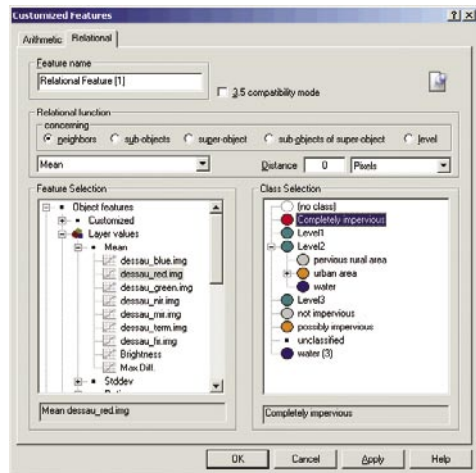 Customized Features
Arithmetic Relational
Feature name
Relational Feature [1]
3.5 compatibility mode
Relational function
concerning
neighbors sub-objects super-object sub-objects of super-object level
Mean Distance 0 Pixels
Feature Selection
Object features
Customized
Layer values
Mean
dessau_blue.img
dessau_red.img
dessau_green.img
dessau_nir.img
dessau_mir.img
dessau_term.img
dessau_fir.img
Brightness
Max.Diff.
Stddev
Mean dessau_red.img
Class Selection
(no class)
Completely impervious
Level1
Level2
pervious rural area
urban area
water
Level3
not impervious
possibly impervious
unclassified
water (3)
Completely impervious
OK Cancel Apply Help